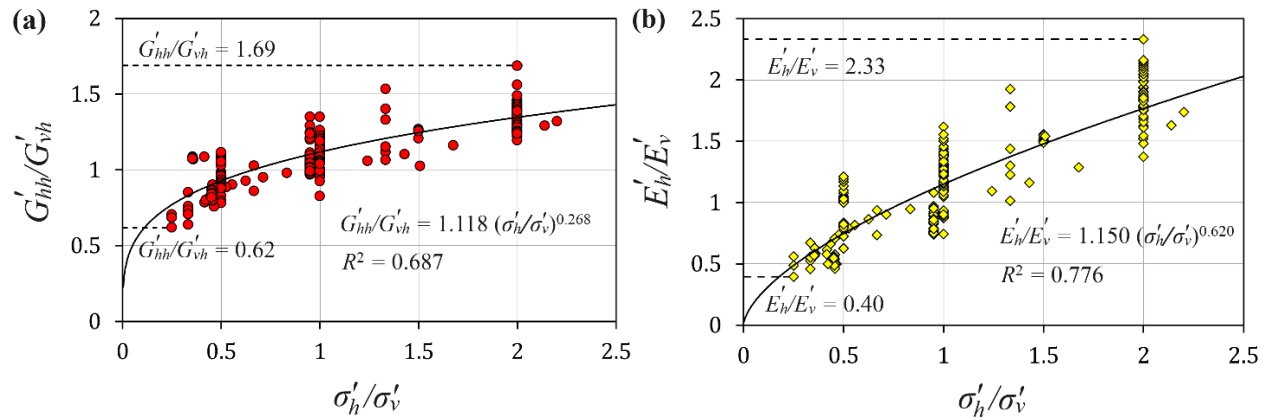 (a)
2
1.5
1
0.5
0
G'hh/G'vh
G'hh/G'vh = 1.69
G'hh/G'vh = 1.118 (σ'h/σ'v)^0.268
G'hh/G'vh = 0.62
R² = 0.687
0 0.5 1 1.5 2 2.5
σ'h/σ'v
(b)
2.5
2
1.5
1
0.5
0
E'h/E'v
E'h/E'v = 2.33
E'h/E'v = 1.150 (σ'h/σ'v)^0.620
R² = 0.776
E'h/E'v = 0.40
0 0.5 1 1.5 2 2.5
σ'h/σ'v